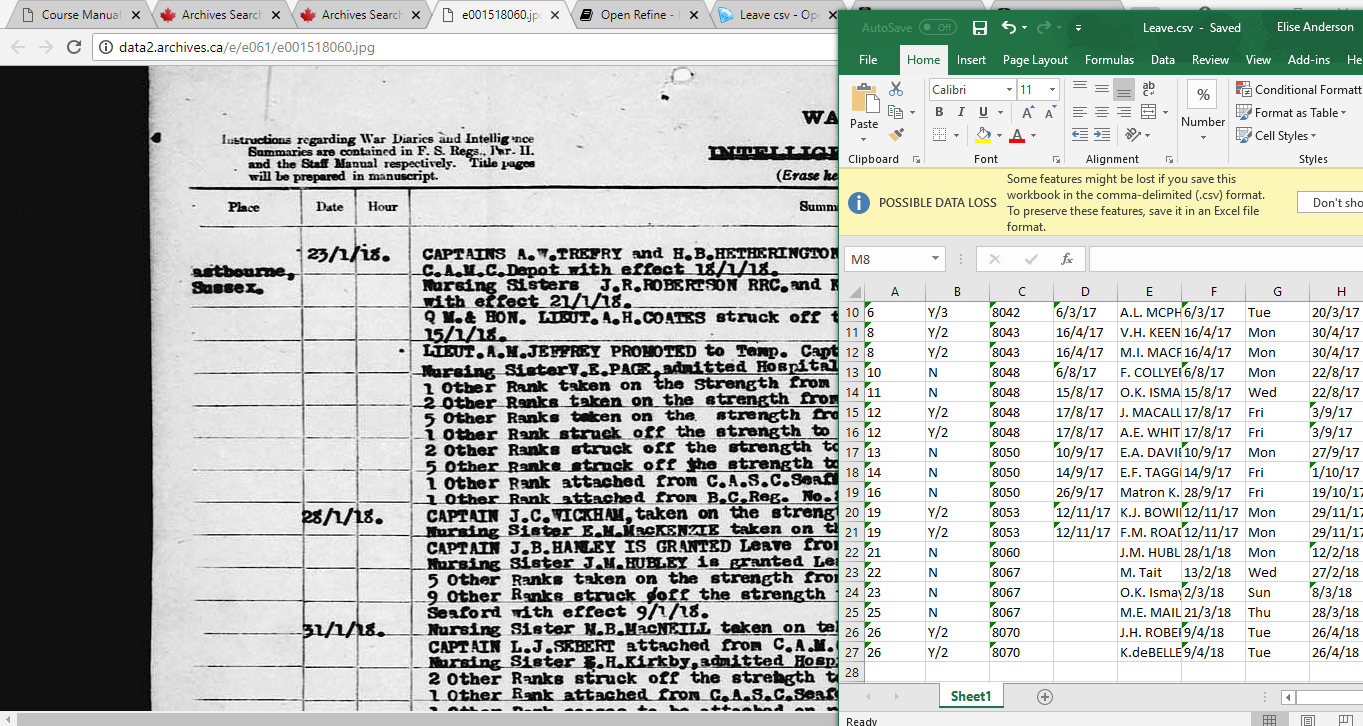 Course Manual
Archives Search
Archives Search
e001518060.jp
Open Refine -
Leave csv - Op
data2.archives.ca/e/e061/e001518060.jpg
Instructions regarding War Diaries and Intelligence
Summaries are contained in F. S. Regs., Par. II.
and the Staff Manual respectively. Title pages
will be prepared in manuscript.
WA
INTELLIG
(Erase he
Place Date Hour Summ
23/1/18. CAPTAINS A.W.TREFRY and H.B.HETHERINGTON
astbourne, C.A.M.C.Depot with effect 18/1/18.
Sussex. Nursing Sisters J.R.ROBERTSON RRC.and
with effect 21/1/18.
Q M.& HON. LIEUT.A.H.COATES struck off t
15/1/18.
LIEUT.A.M.JEFFREY PROMOTED to Temp. Capt
Nursing SisterV.E.PAGE,admitted Hospital
1 Other Rank taken on the Strength from
2 Other Ranks taken on the strength from
5 Other Ranks taken on the strength fro
1 Other Rank struck off the strength to
2 Other Ranks struck off the strength to
5 Other Ranks struck off the strength to
1 Other Rank attached from C.A.S.C.Seaf
1 Other Rank attached from B.C.Reg. No.
28/1/18. CAPTAIN J.C.WICKHAM,taken on the streng
Nursing Sister E.M.MacKENZIE taken on th
CAPTAIN J.B.HANLEY IS GRANTED Leave from
Nursing Sister J.M.HUBLEY is granted Lea
5 Other Ranks taken on the strength from
9 Other Ranks struck off the strength
Seaford with effect 9/1/18.
31/1/18. Nursing Sister M.B.MacNEILL taken on
CAPTAIN L.J.SEBERT attached from C.A.M.
Nursing Sister E.H.Kirkby,admitted Hosp
2 Other Ranks struck off the strength t
1 Other Rank attached from C.A.S.C.Seaf
AutoSave Off Leave.csv - Saved Elise Anderson
File Home Insert Page Layout Formulas Data Review View Add-ins He
Paste
Calibri 11
B I U
ab
%
Number
Conditional Formatt
Format as Table
Cell Styles
Clipboard Font Alignment Styles
POSSIBLE DATA LOSS
Some features might be lost if you save this
workbook in the comma-delimited (.csv) format.
To preserve these features, save it in an Excel file
format.
Don't sho
M8 fx
A B C D E F G H
10 6 Y/3 8042 6/3/17 A.L. MCPH 6/3/17 Tue 20/3/17
11 8 Y/2 8043 16/4/17 V.H. KEEN 16/4/17 Mon 30/4/17
12 8 Y/2 8043 16/4/17 M.I. MACF 16/4/17 Mon 30/4/17
13 10 N 8048 6/8/17 F. COLLYE 6/8/17 Mon 22/8/17
14 11 N 8048 15/8/17 O.K. ISMA 15/8/17 Wed 22/8/17
15 12 Y/2 8048 17/8/17 J. MACALL 17/8/17 Fri 3/9/17
16 12 Y/2 8048 17/8/17 A.E. WHIT 17/8/17 Fri 3/9/17
17 13 N 8050 10/9/17 E.A. DAVIE 10/9/17 Mon 27/9/17
18 14 N 8050 14/9/17 E.F. TAGG 14/9/17 Fri 1/10/17
19 16 N 8050 26/9/17 Matron K. 28/9/17 Fri 19/10/17
20 19 Y/2 8053 12/11/17 K.J. BOWI 12/11/17 Mon 29/11/17
21 19 Y/2 8053 12/11/17 F.M. ROAD 12/11/17 Mon 29/11/17
22 21 N 8060 J.M. HUBL 28/1/18 Mon 12/2/18
23 22 N 8067 M. Tait 13/2/18 Wed 27/2/18
24 23 N 8067 O.K. Ismay 2/3/18 Sun 8/3/18
25 25 N 8067 M.E. MAIL 21/3/18 Thu 28/3/18
26 26 Y/2 8070 J.H. ROBE 9/4/18 Tue 26/4/18
27 26 Y/2 8070 K.deBELLE 9/4/18 Tue 26/4/18
28
Sheet1
Ready